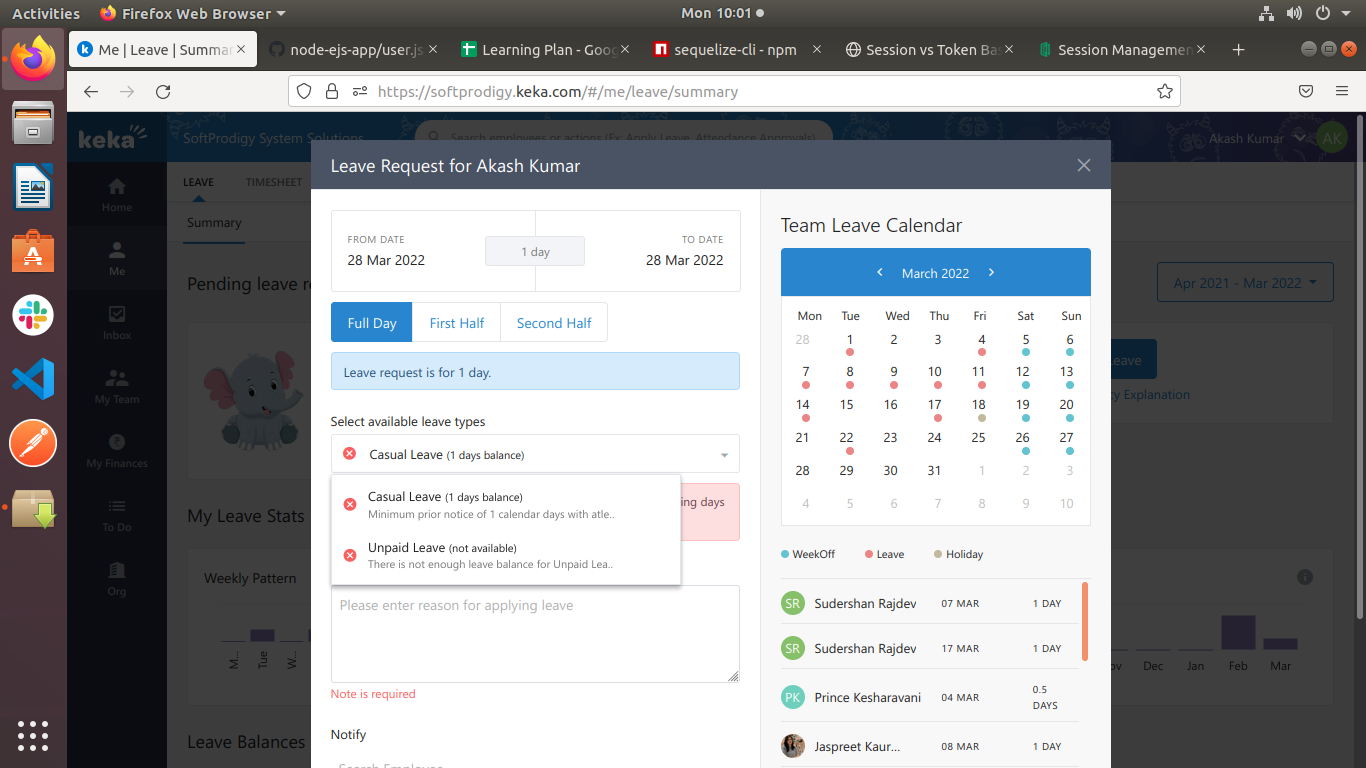 Activities
Firefox Web Browser
Mon 10:01
Me | Leave | Summar
node-ejs-app/user.js
Learning Plan - Goog
sequelize-cli - npm
Session vs Token Ba
Session Managemen
https://softprodigy.keka.com/#/me/leave/summary
keka
SoftProdigy System Solutions
Search employees or actions (Ex: Apply Leave, Attendance Approvals)
Akash Kumar
AK
Home
Me
Inbox
My Team
My Finances
To Do
Org
LEAVE
TIMESHEET
Summary
Pending leave r
Apr 2021 - Mar 2022
eave
y Explanation
My Leave Stats
Weekly Pattern
M...
Tue
W...
ov
Dec
Jan
Feb
Mar
Leave Balances
Leave Request for Akash Kumar
FROM DATE
28 Mar 2022
1 day
TO DATE
28 Mar 2022
Full Day
First Half
Second Half
Leave request is for 1 day.
Select available leave types
Casual Leave (1 days balance)
Casual Leave (1 days balance)
Minimum prior notice of 1 calendar days with atle..
Unpaid Leave (not available)
There is not enough leave balance for Unpaid Lea..
ing days
Please enter reason for applying leave
Note is required
Notify
Search Employee
Team Leave Calendar
March 2022
Mon Tue Wed Thu Fri Sat Sun
28 1 2 3 4 5 6
7 8 9 10 11 12 13
14 15 16 17 18 19 20
21 22 23 24 25 26 27
28 29 30 31 1 2 3
4 5 6 7 8 9 10
WeekOff
Leave
Holiday
SR Sudershan Rajdev 07 MAR 1 DAY
SR Sudershan Rajdev 17 MAR 1 DAY
PK Prince Kesharavani 04 MAR 0.5 DAYS
Jaspreet Kaur... 08 MAR 1 DAY